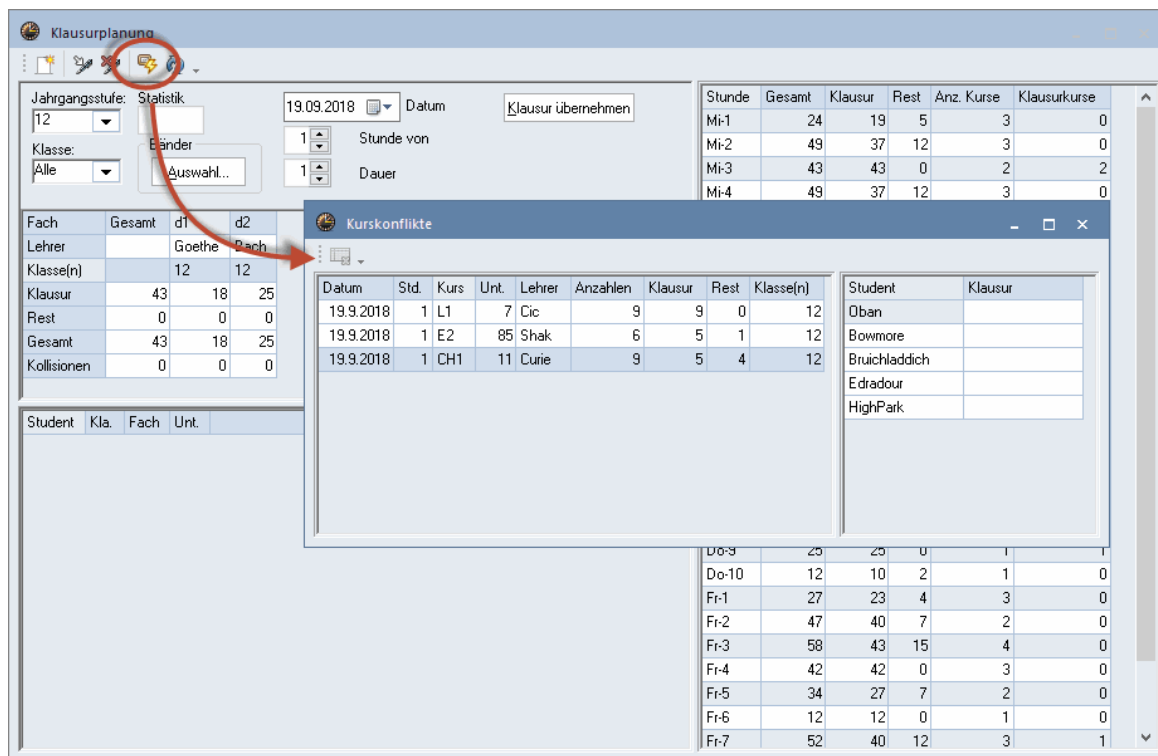 Klausurplanung
Jahrgangsstufe: Statistik
12
19.09.2018 Datum Klausur übernehmen
1 Stunde von
Klasse: Bänder
Alle Auswahl...
1 Dauer
Fach Gesamt d1 d2
Lehrer Goethe Bach
Klasse(n) 12 12
Klausur 43 18 25
Rest 0 0 0
Gesamt 43 18 25
Kollisionen 0 0 0
Student Kla. Fach Unt.
Stunde Gesamt Klausur Rest Anz. Kurse Klausurkurse
Mi-1 24 19 5 3 0
Mi-2 49 37 12 3 0
Mi-3 43 43 0 2 2
Mi-4 49 37 12 3 0
Kurskonflikte
Datum Std. Kurs Unt. Lehrer Anzahlen Klausur Rest Klasse(n)
19.9.2018 1 L1 7 Cic 9 9 0 12
19.9.2018 1 E2 85 Shak 6 5 1 12
19.9.2018 1 CH1 11 Curie 9 5 4 12
Student Klausur
Oban
Bowmore
Bruichladdich
Edradour
HighPark
Do-9 25 25 0 1 1
Do-10 12 10 2 1 0
Fr-1 27 23 4 3 0
Fr-2 47 40 7 2 0
Fr-3 58 43 15 4 0
Fr-4 42 42 0 3 0
Fr-5 34 27 7 2 0
Fr-6 12 12 0 1 0
Fr-7 52 40 12 3 1